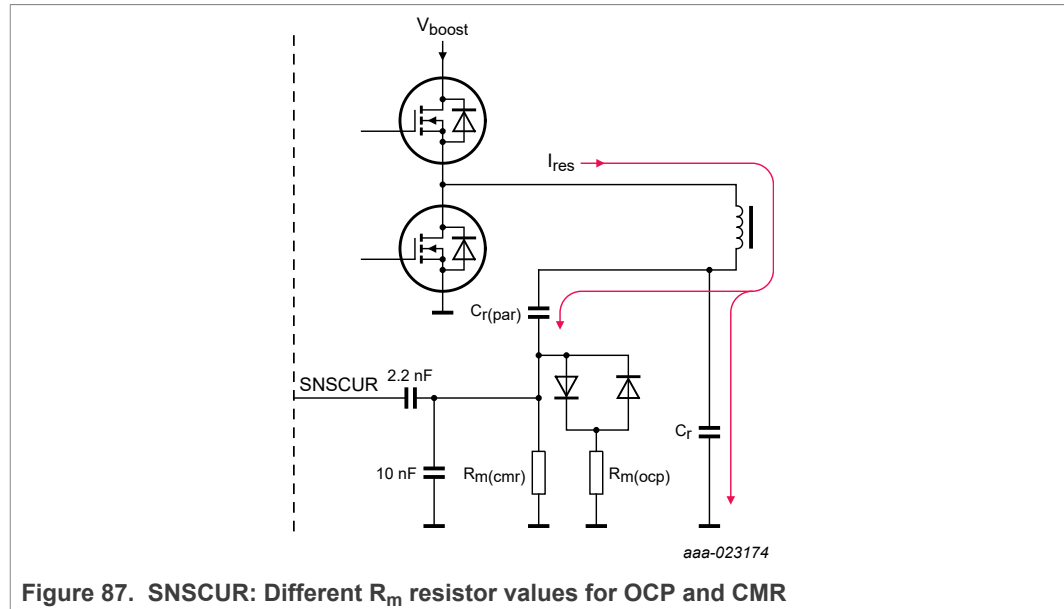 Vboost
Ires
Cr(par)
2.2 nF
SNSCUR
Cr
10 nF
Rm(cmr)
Rm(ocp)
aaa-023174
Figure 87. SNSCUR: Different Rm resistor values for OCP and CMR